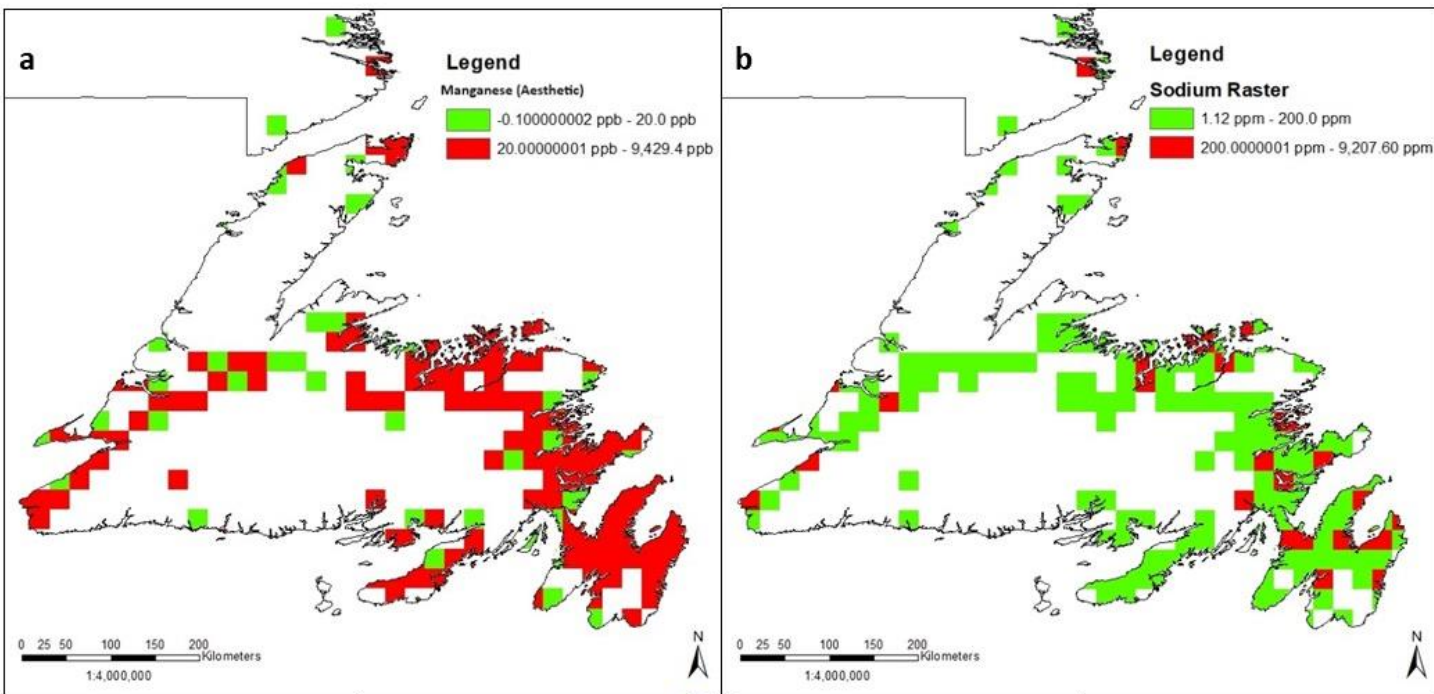 a
Legend
Manganese (Aesthetic)
-0.100000002 ppb - 20.0 ppb
20.00000001 ppb - 9,429.4 ppb
0 25 50 100 150 200
Kilometers
1:4,000,000
N
b
Legend
Sodium Raster
1.12 ppm - 200.0 ppm
200.0000001 ppm - 9,207.60 ppm
0 25 50 100 150 200
Kilometers
1:4,000,000
N